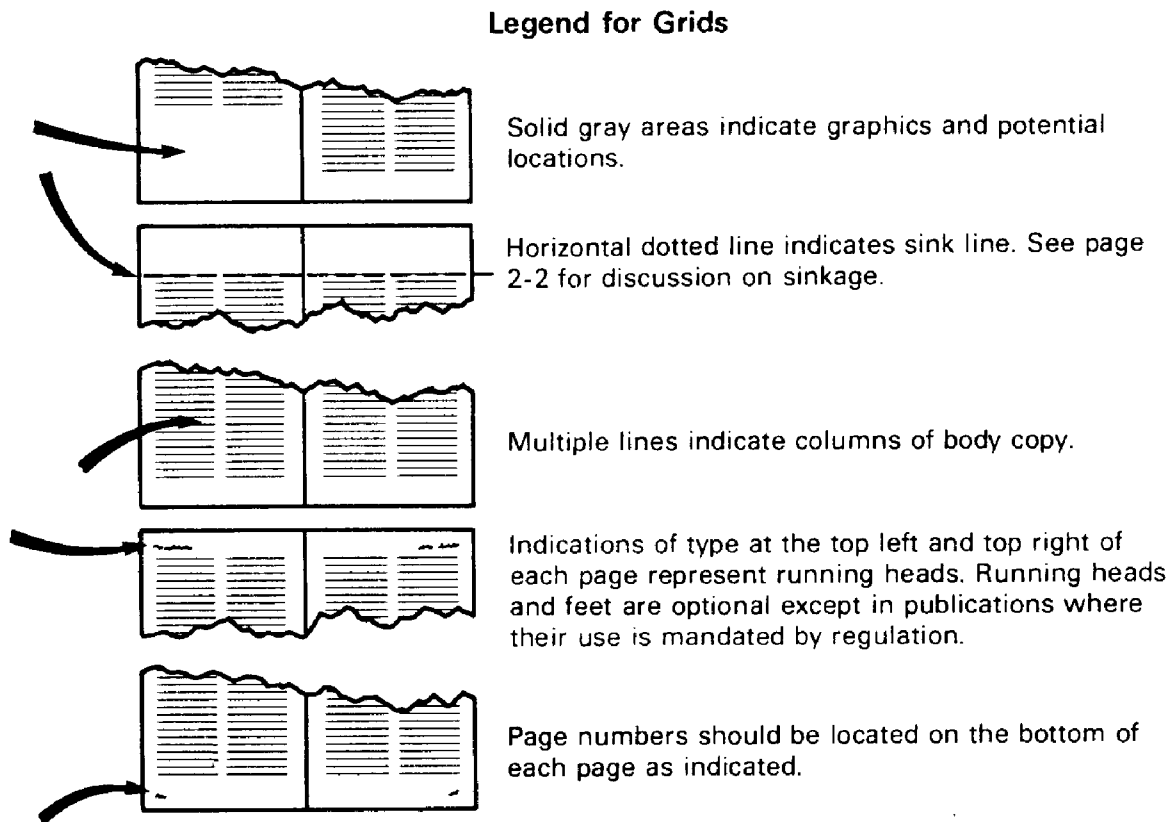 Legend for Grids
Solid gray areas indicate graphics and potential
locations.
Horizontal dotted line indicates sink line. See page
2-2 for discussion on sinkage.
Multiple lines indicate columns of body copy.
Indications of type at the top left and top right of
each page represent running heads. Running heads
and feet are optional except in publications where
their use is mandated by regulation.
Page numbers should be located on the bottom of
each page as indicated.